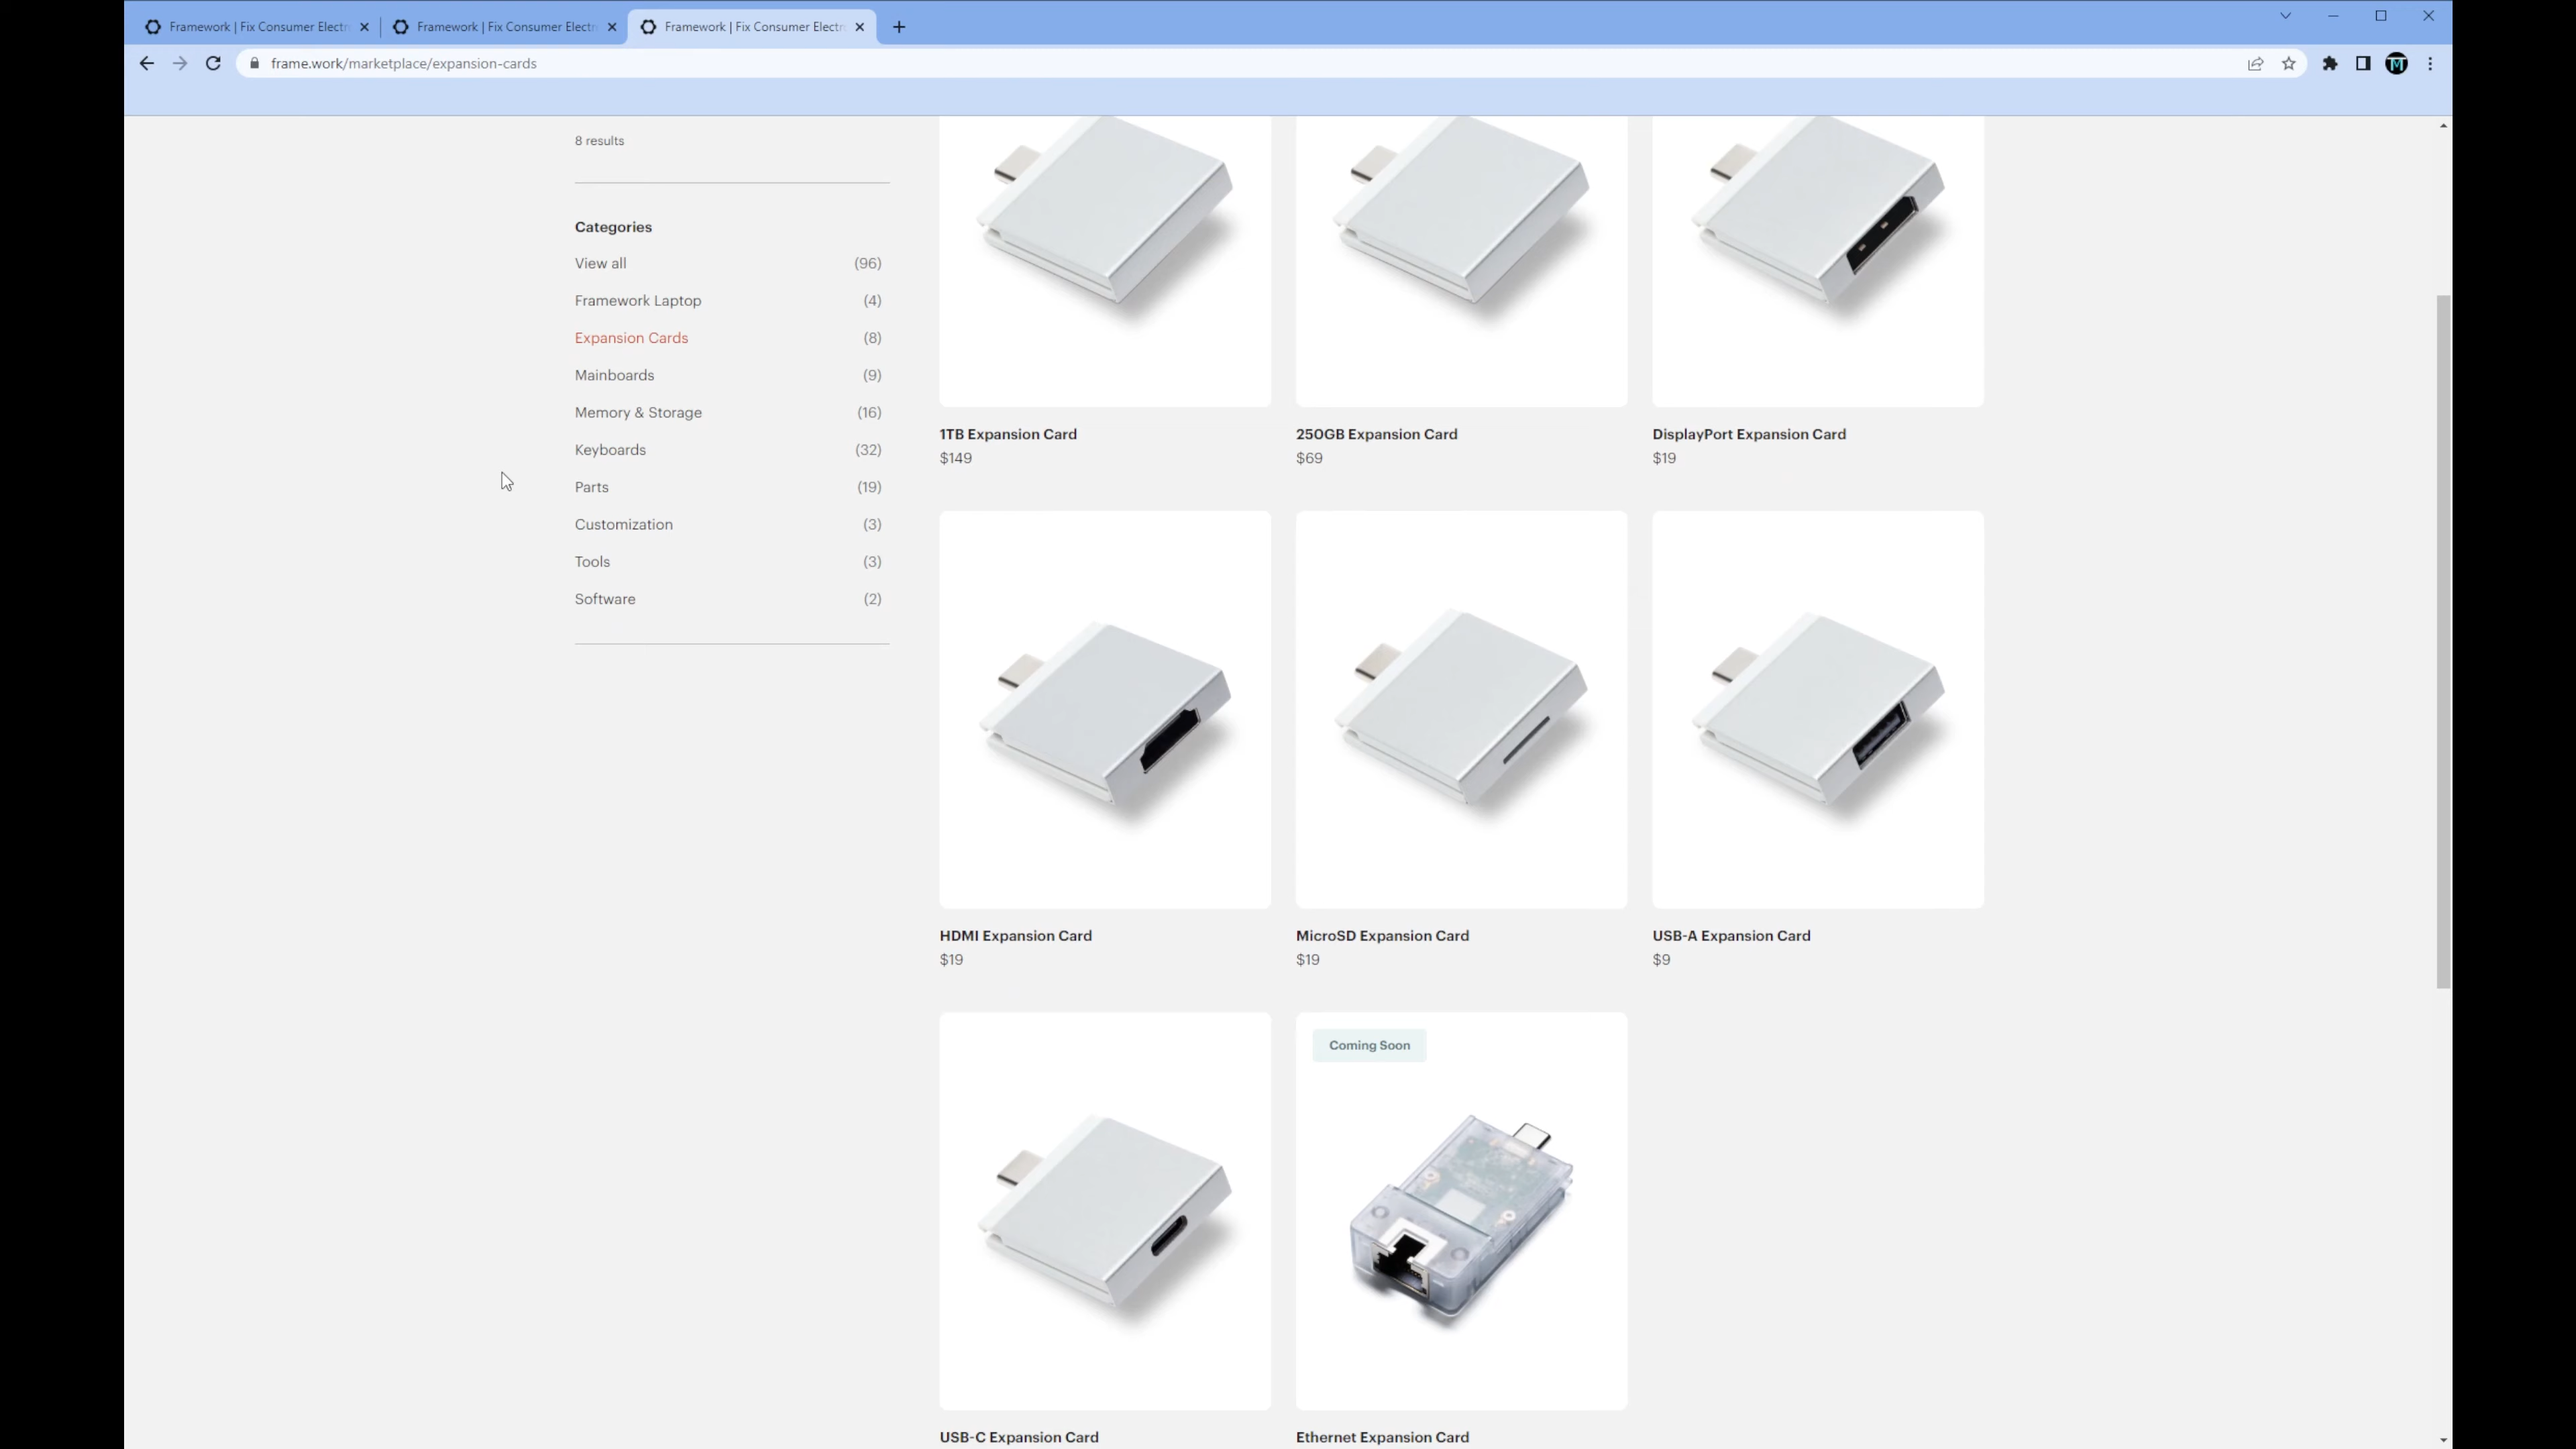 Framework | Fix Consumer Electr
Framework | Fix Consumer Electr
Framework | Fix Consumer Electr
frame.work/marketplace/expansion-cards
8 results
Categories
View all (96)
Framework Laptop (4)
Expansion Cards (8)
Mainboards (9)
Memory & Storage (16)
Keyboards (32)
Parts (19)
Customization (3)
Tools (3)
Software (2)
1TB Expansion Card
$149
250GB Expansion Card
$69
DisplayPort Expansion Card
$19
HDMI Expansion Card
$19
MicroSD Expansion Card
$19
USB-A Expansion Card
$9
USB-C Expansion Card
Coming Soon
Ethernet Expansion Card